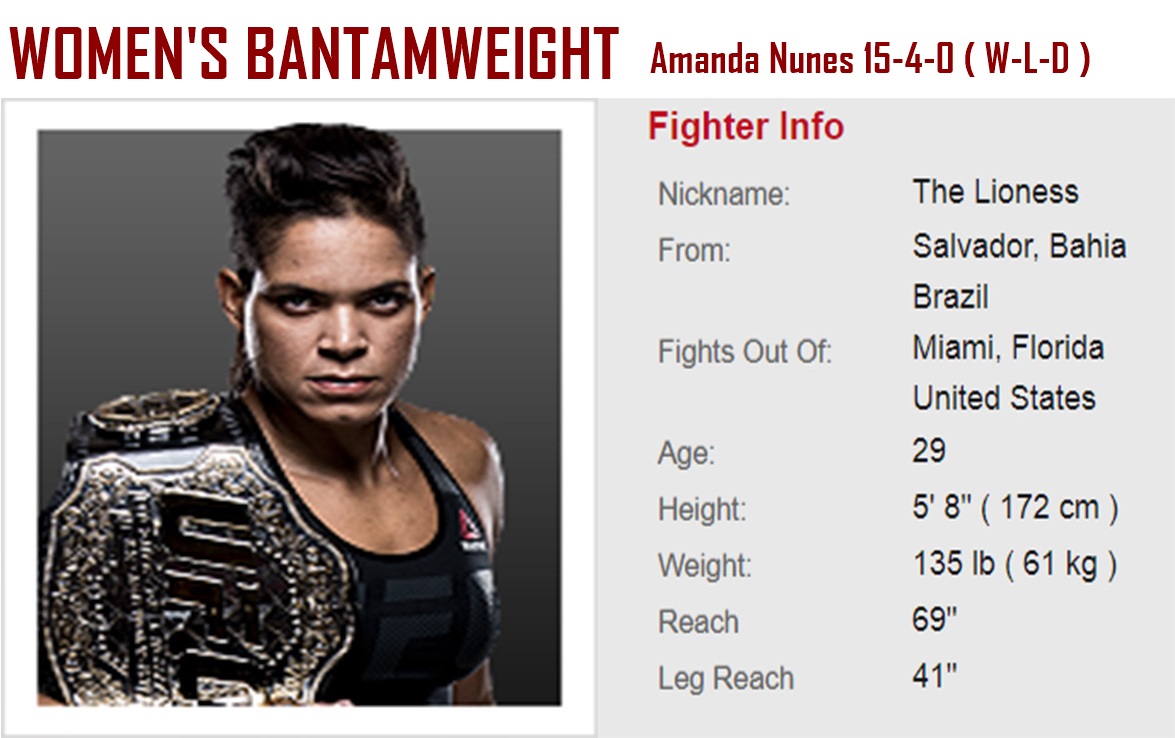 WOMEN'S BANTAMWEIGHT Amanda Nunes 15-4-0 ( W-L-D )
Fighter Info
Nickname: The Lioness
From: Salvador, Bahia
Brazil
Fights Out Of: Miami, Florida
United States
Age: 29
Height: 5' 8" ( 172 cm )
Weight: 135 lb ( 61 kg )
Reach 69"
Leg Reach 41"
UFC